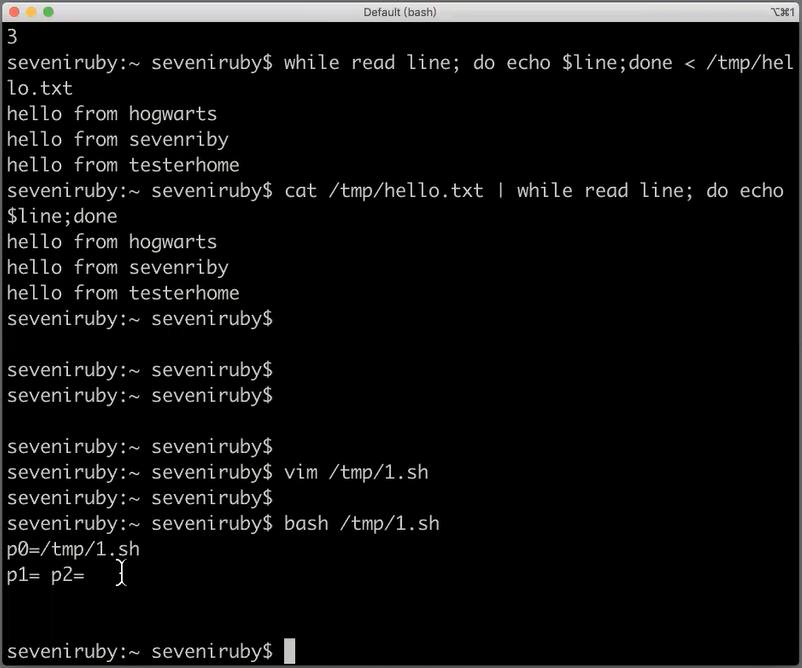 Default (bash)
⌥⌘1
3
seveniruby:~ seveniruby$ while read line; do echo $line;done < /tmp/hel
lo.txt
hello from hogwarts
hello from sevenriby
hello from testerhome
seveniruby:~ seveniruby$ cat /tmp/hello.txt | while read line; do echo
$line;done
hello from hogwarts
hello from sevenriby
hello from testerhome
seveniruby:~ seveniruby$
seveniruby:~ seveniruby$
seveniruby:~ seveniruby$
seveniruby:~ seveniruby$
seveniruby:~ seveniruby$ vim /tmp/1.sh
seveniruby:~ seveniruby$
seveniruby:~ seveniruby$ bash /tmp/1.sh
p0=/tmp/1.sh
p1= p2=
seveniruby:~ seveniruby$